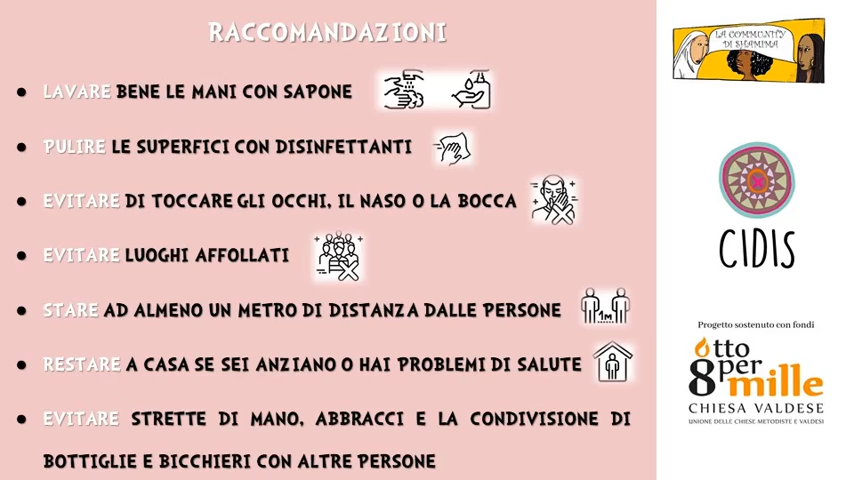 RACCOMANDAZIONI
● LAVARE BENE LE MANI CON SAPONE
● PULIRE LE SUPERFICI CON DISINFETTANTI
● EVITARE DI TOCCARE GLI OCCHI, IL NASO O LA BOCCA
● EVITARE LUOGHI AFFOLLATI
● STARE AD ALMENO UN METRO DI DISTANZA DALLE PERSONE
1M
● RESTARE A CASA SE SEI ANZIANO O HAI PROBLEMI DI SALUTE
● EVITARE STRETTE DI MANO, ABBRACCI E LA CONDIVISIONE DI
BOTTIGLIE E BICCHIERI CON ALTRE PERSONE
LA COMMUNITY
DI SHAMIMA
CIDIS
Progetto sostenuto con fondi
otto
8 per
mille
CHIESA VALDESE
UNIONE DELLE CHIESE METODISTE E VALDESI